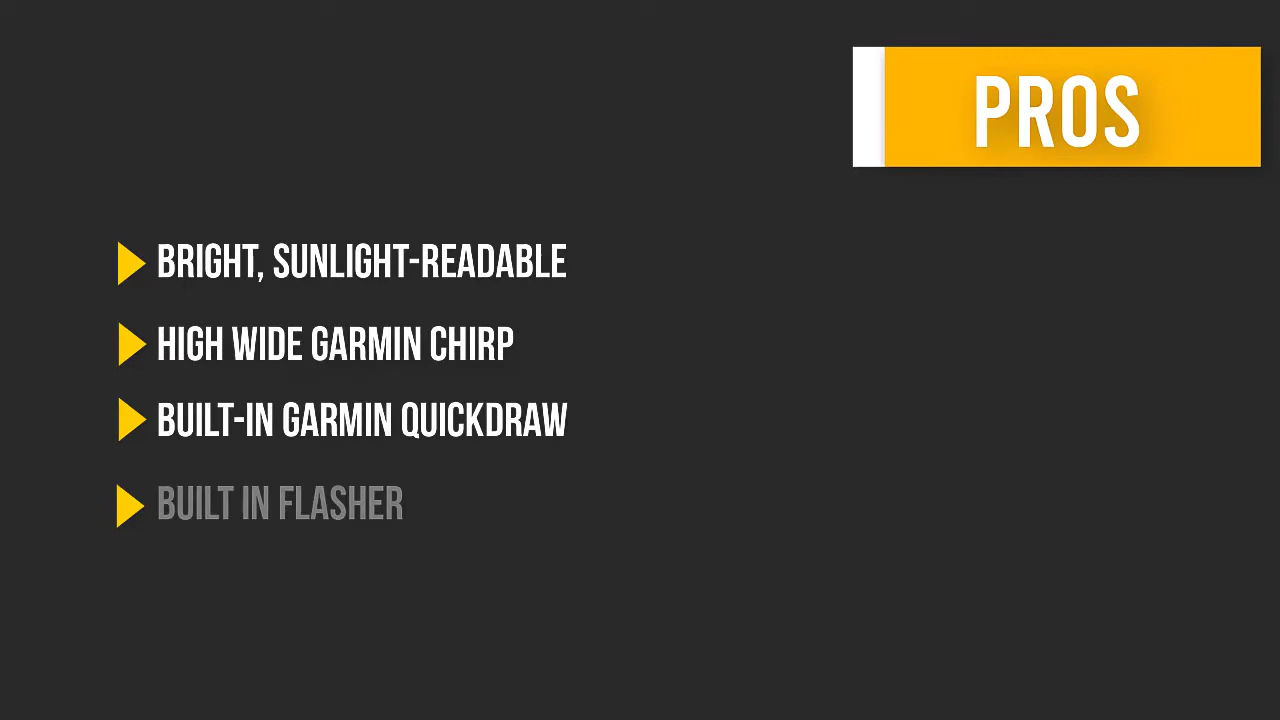 PROS
BRIGHT, SUNLIGHT-READABLE
HIGH WIDE GARMIN CHIRP
BUILT-IN GARMIN QUICKDRAW
BUILT IN FLASHER